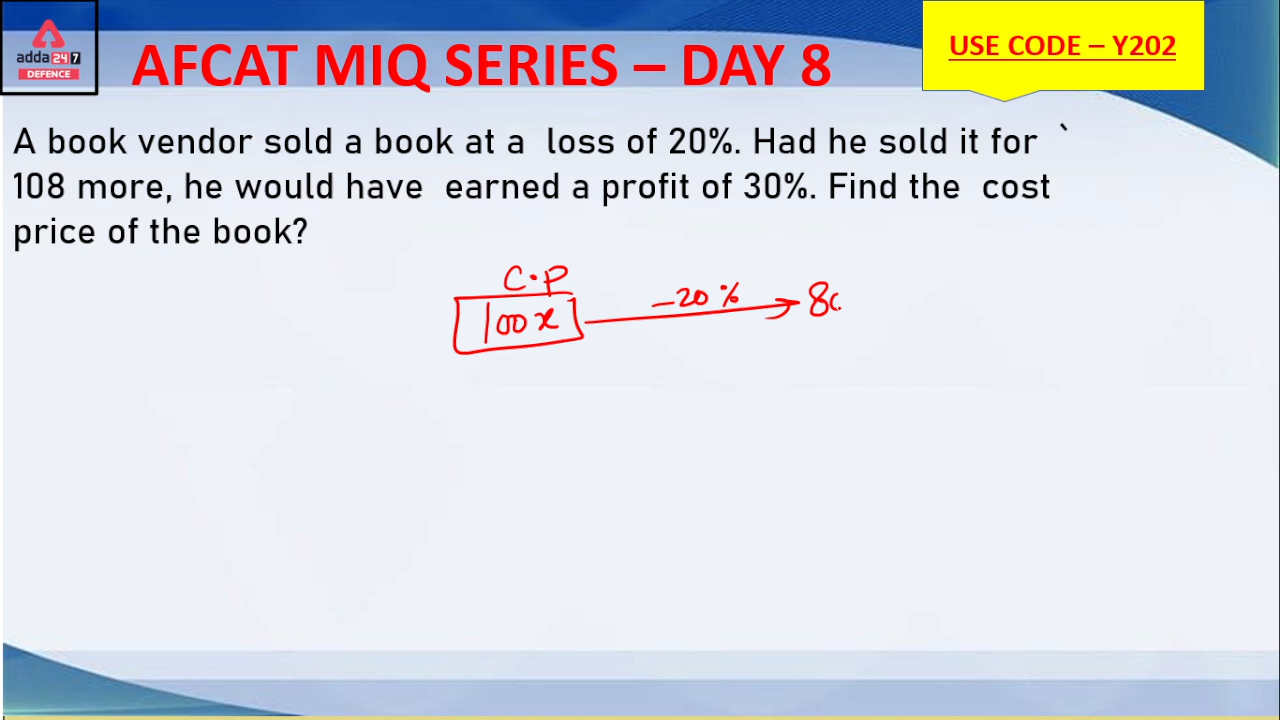 adda247
DEFENCE
AFCAT MIQ SERIES – DAY 8
USE CODE – Y202
A book vendor sold a book at a loss of 20%. Had he sold it for `
108 more, he would have earned a profit of 30%. Find the cost
price of the book?
C.P
100x
-20%